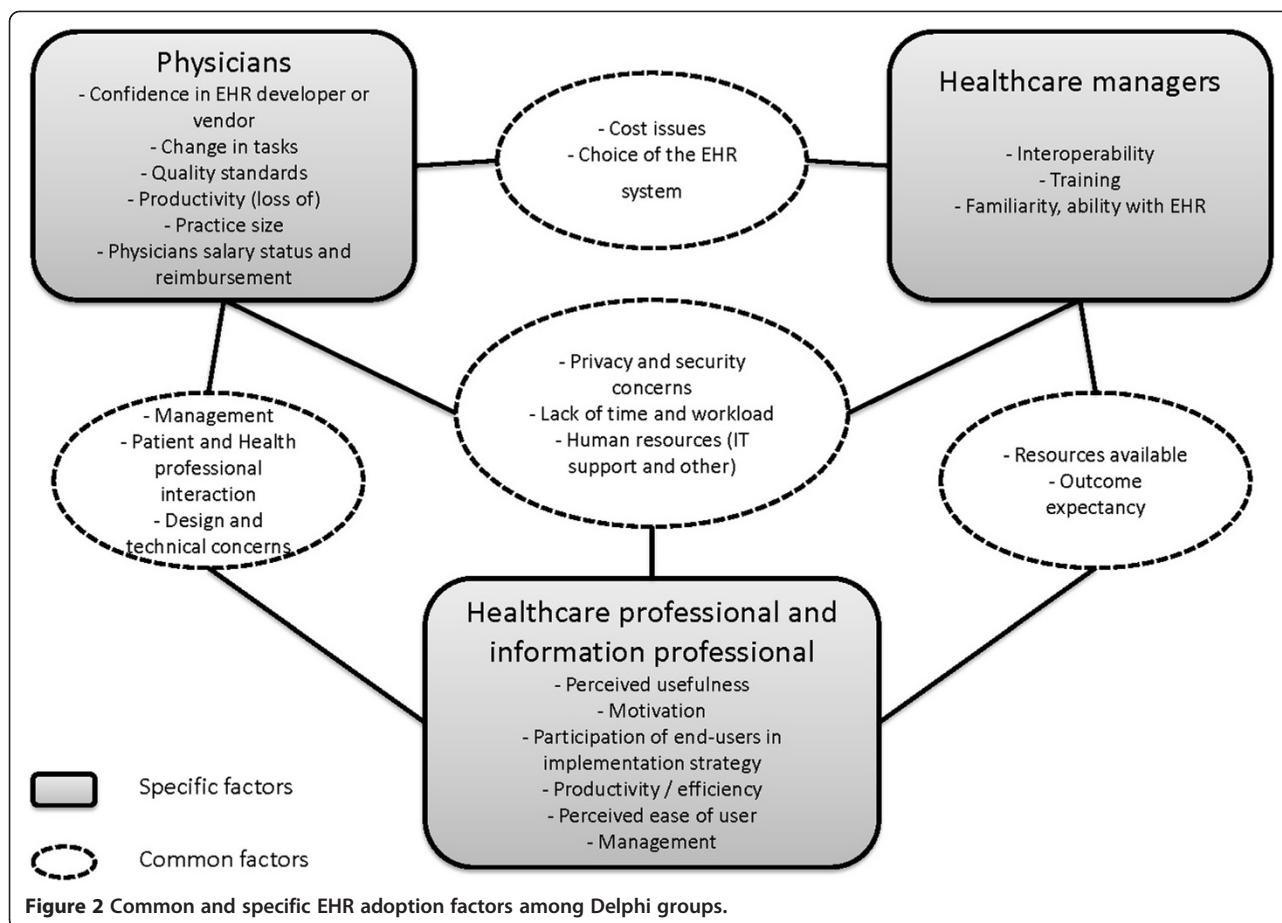 Physicians
- Confidence in EHR developer or
vendor
- Change in tasks
- Quality standards
- Productivity (loss of)
- Practice size
- Physicians salary status and
reimbursement
- Cost issues
- Choice of the EHR
system
Healthcare managers
- Interoperability
- Training
- Familiarity, ability with EHR
- Management
- Patient and Health
professional
interaction
- Design and
technical concerns
- Privacy and security
concerns
- Lack of time and workload
- Human resources (IT
support and other)
- Resources available
- Outcome
expectancy
Healthcare professional and
information professional
- Perceived usefulness
- Motivation
- Participation of end-users in
implementation strategy
- Productivity / efficiency
- Perceived ease of user
- Management
Specific factors
Common factors
Figure 2 Common and specific EHR adoption factors among Delphi groups.